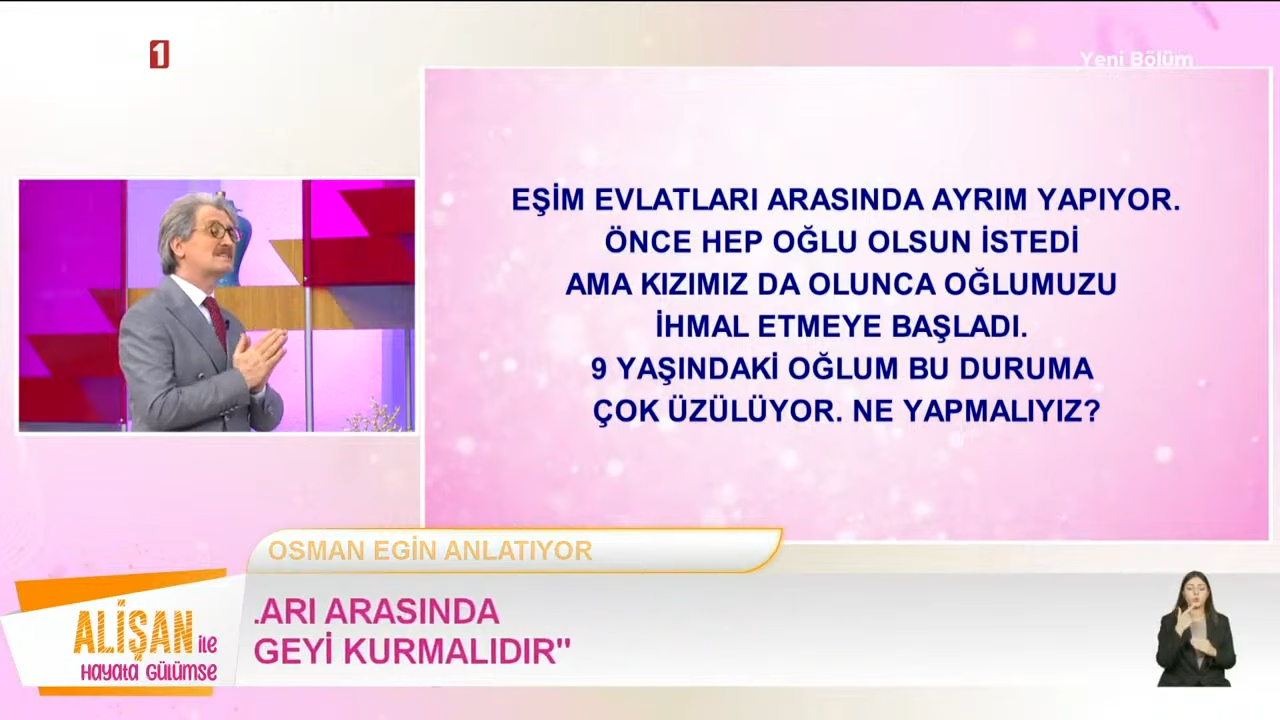 1
Yeni Bölüm
EŞİM EVLATLARI ARASINDA AYRIM YAPIYOR.
ÖNCE HEP OĞLU OLSUN İSTEDİ
AMA KIZIMIZ DA OLUNCA OĞLUMUZU
İHMAL ETMEYE BAŞLADI.
9 YAŞINDAKİ OĞLUM BU DURUMA
ÇOK ÜZÜLÜYOR. NE YAPMALIYIZ?
OSMAN EGİN ANLATIYOR
.ARI ARASINDA
GEYİ KURMALIDIR"
ALİŞAN ile
HAYATA GÜLÜMSE